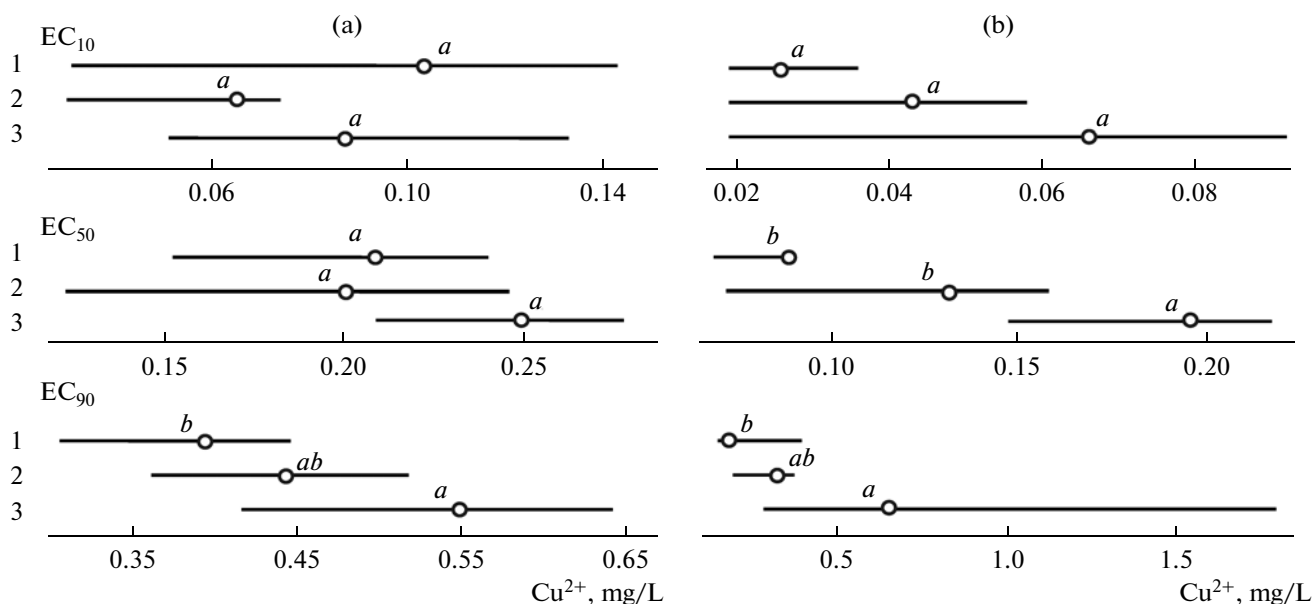 (a) (b)
EC₁₀
1 a a
2 a a
3 a a
0.06 0.10 0.14 0.02 0.04 0.06 0.08
EC₅₀
1 a b
2 a b
3 a a
0.15 0.20 0.25 0.10 0.15 0.20
EC₉₀
1 b b
2 ab ab
3 a a
0.35 0.45 0.55 0.65 0.5 1.0 1.5
Cu²⁺, mg/L Cu²⁺, mg/L